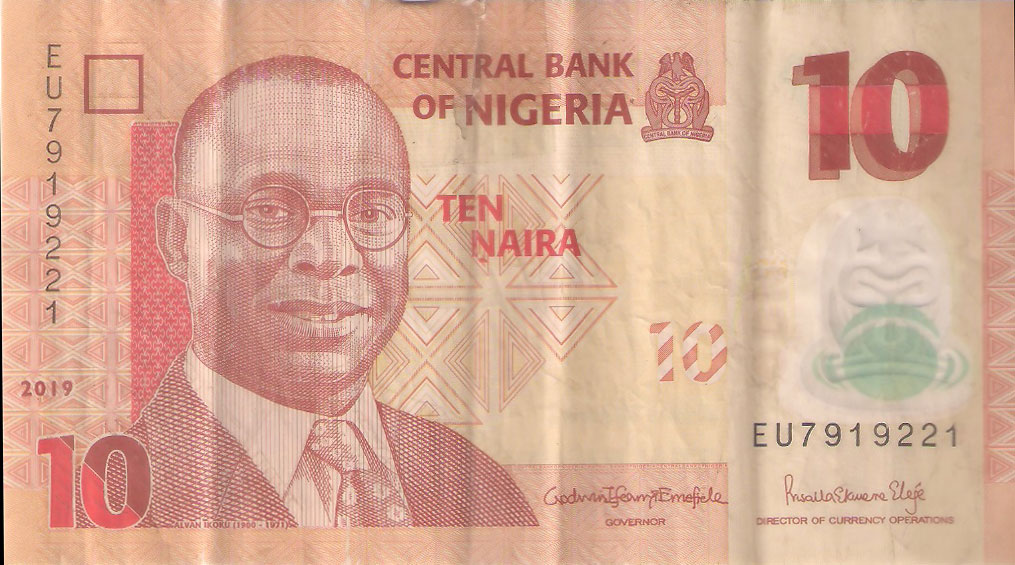 EU7919221
CENTRAL BANK
OF NIGERIA
CENTRAL BANK OF NIGERIA
10
TEN
NAIRA
10
2019
EU7919221
10
ALVAN IKOKU (1900 - 1971)
Godwin Ifeanyi Emefiele
GOVERNOR
Priscilla Ekwere Eleje
DIRECTOR OF CURRENCY OPERATIONS